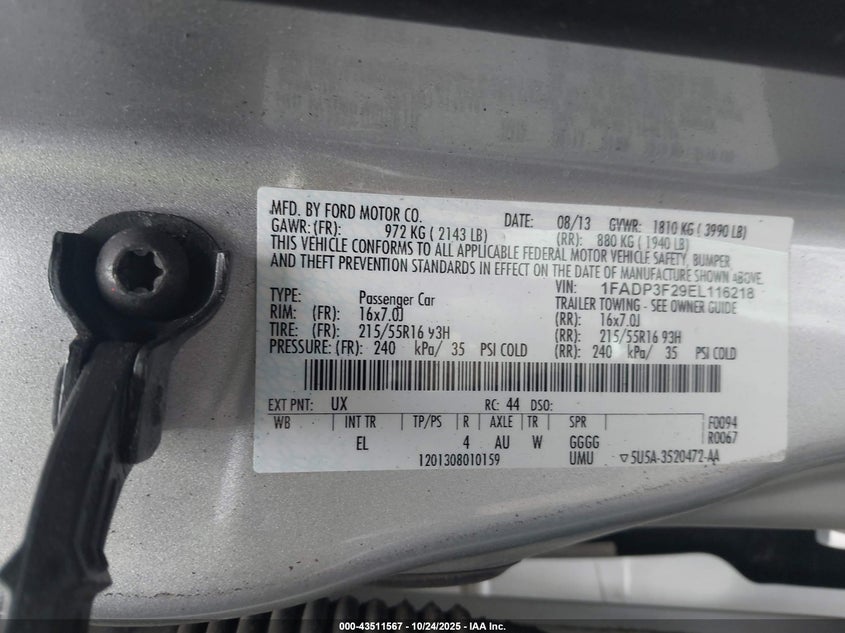 MFD. BY FORD MOTOR CO. DATE: 08/13 GVWR: 1810 KG ( 3990 LB)
GAWR: (FR): 972 KG ( 2143 LB) (RR): 880 KG ( 1940 LB)
THIS VEHICLE CONFORMS TO ALL APPLICABLE FEDERAL MOTOR VEHICLE SAFETY, BUMPER
AND THEFT PREVENTION STANDARDS IN EFFECT ON THE DATE OF MANUFACTURE SHOWN ABOVE.
VIN: 1FADP3F29EL116218
TYPE: Passenger Car TRAILER TOWING - SEE OWNER GUIDE
RIM: (FR): 16x7.0J (RR): 16x7.0J
TIRE: (FR): 215/55R16 93H (RR): 215/55R16 93H
PRESSURE: (FR): 240 kPa/ 35 PSI COLD (RR): 240 kPa/ 35 PSI COLD
EXT PNT: UX RC: 44 DSO:
WB INT TR TP/PS R AXLE TR SPR F0094
EL 4 AU W GGGG R0067
1201308010159 UMU ▽5U5A-3520472-AA
000-43511567 - 10/24/2025 - IAA Inc.